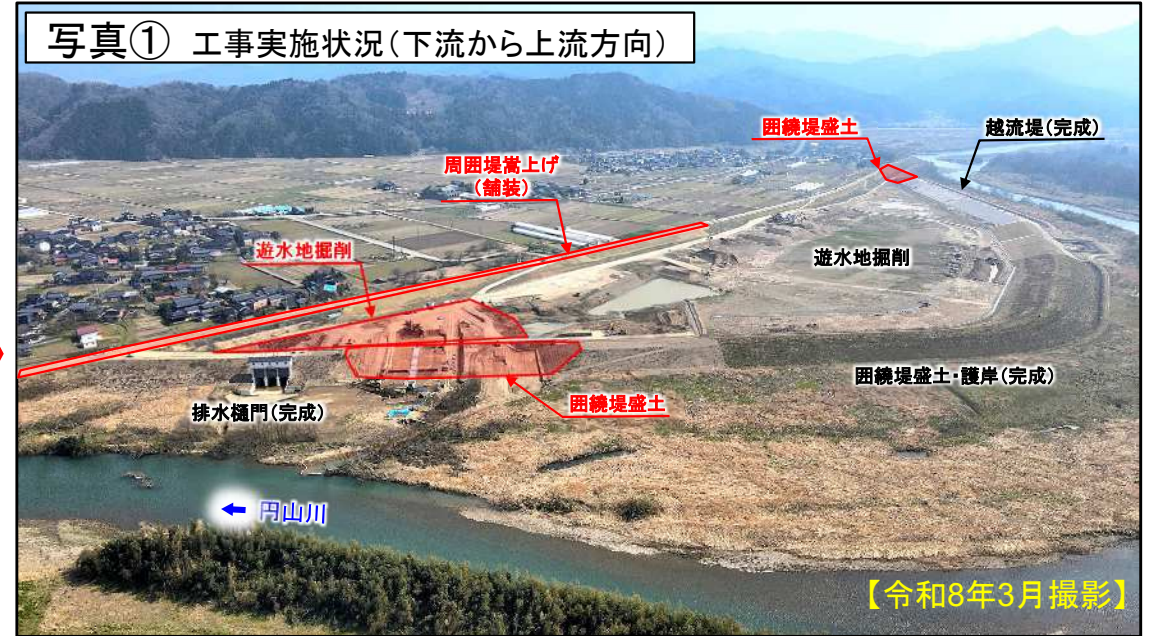 写真① 工事実施状況(下流から上流方向)
囲繞堤盛土
越流堤(完成)
周囲堤嵩上げ
(舗装)
遊水地掘削
遊水地掘削
囲繞堤盛土・護岸(完成)
囲繞堤盛土
排水樋門(完成)
← 円山川
【令和8年3月撮影】